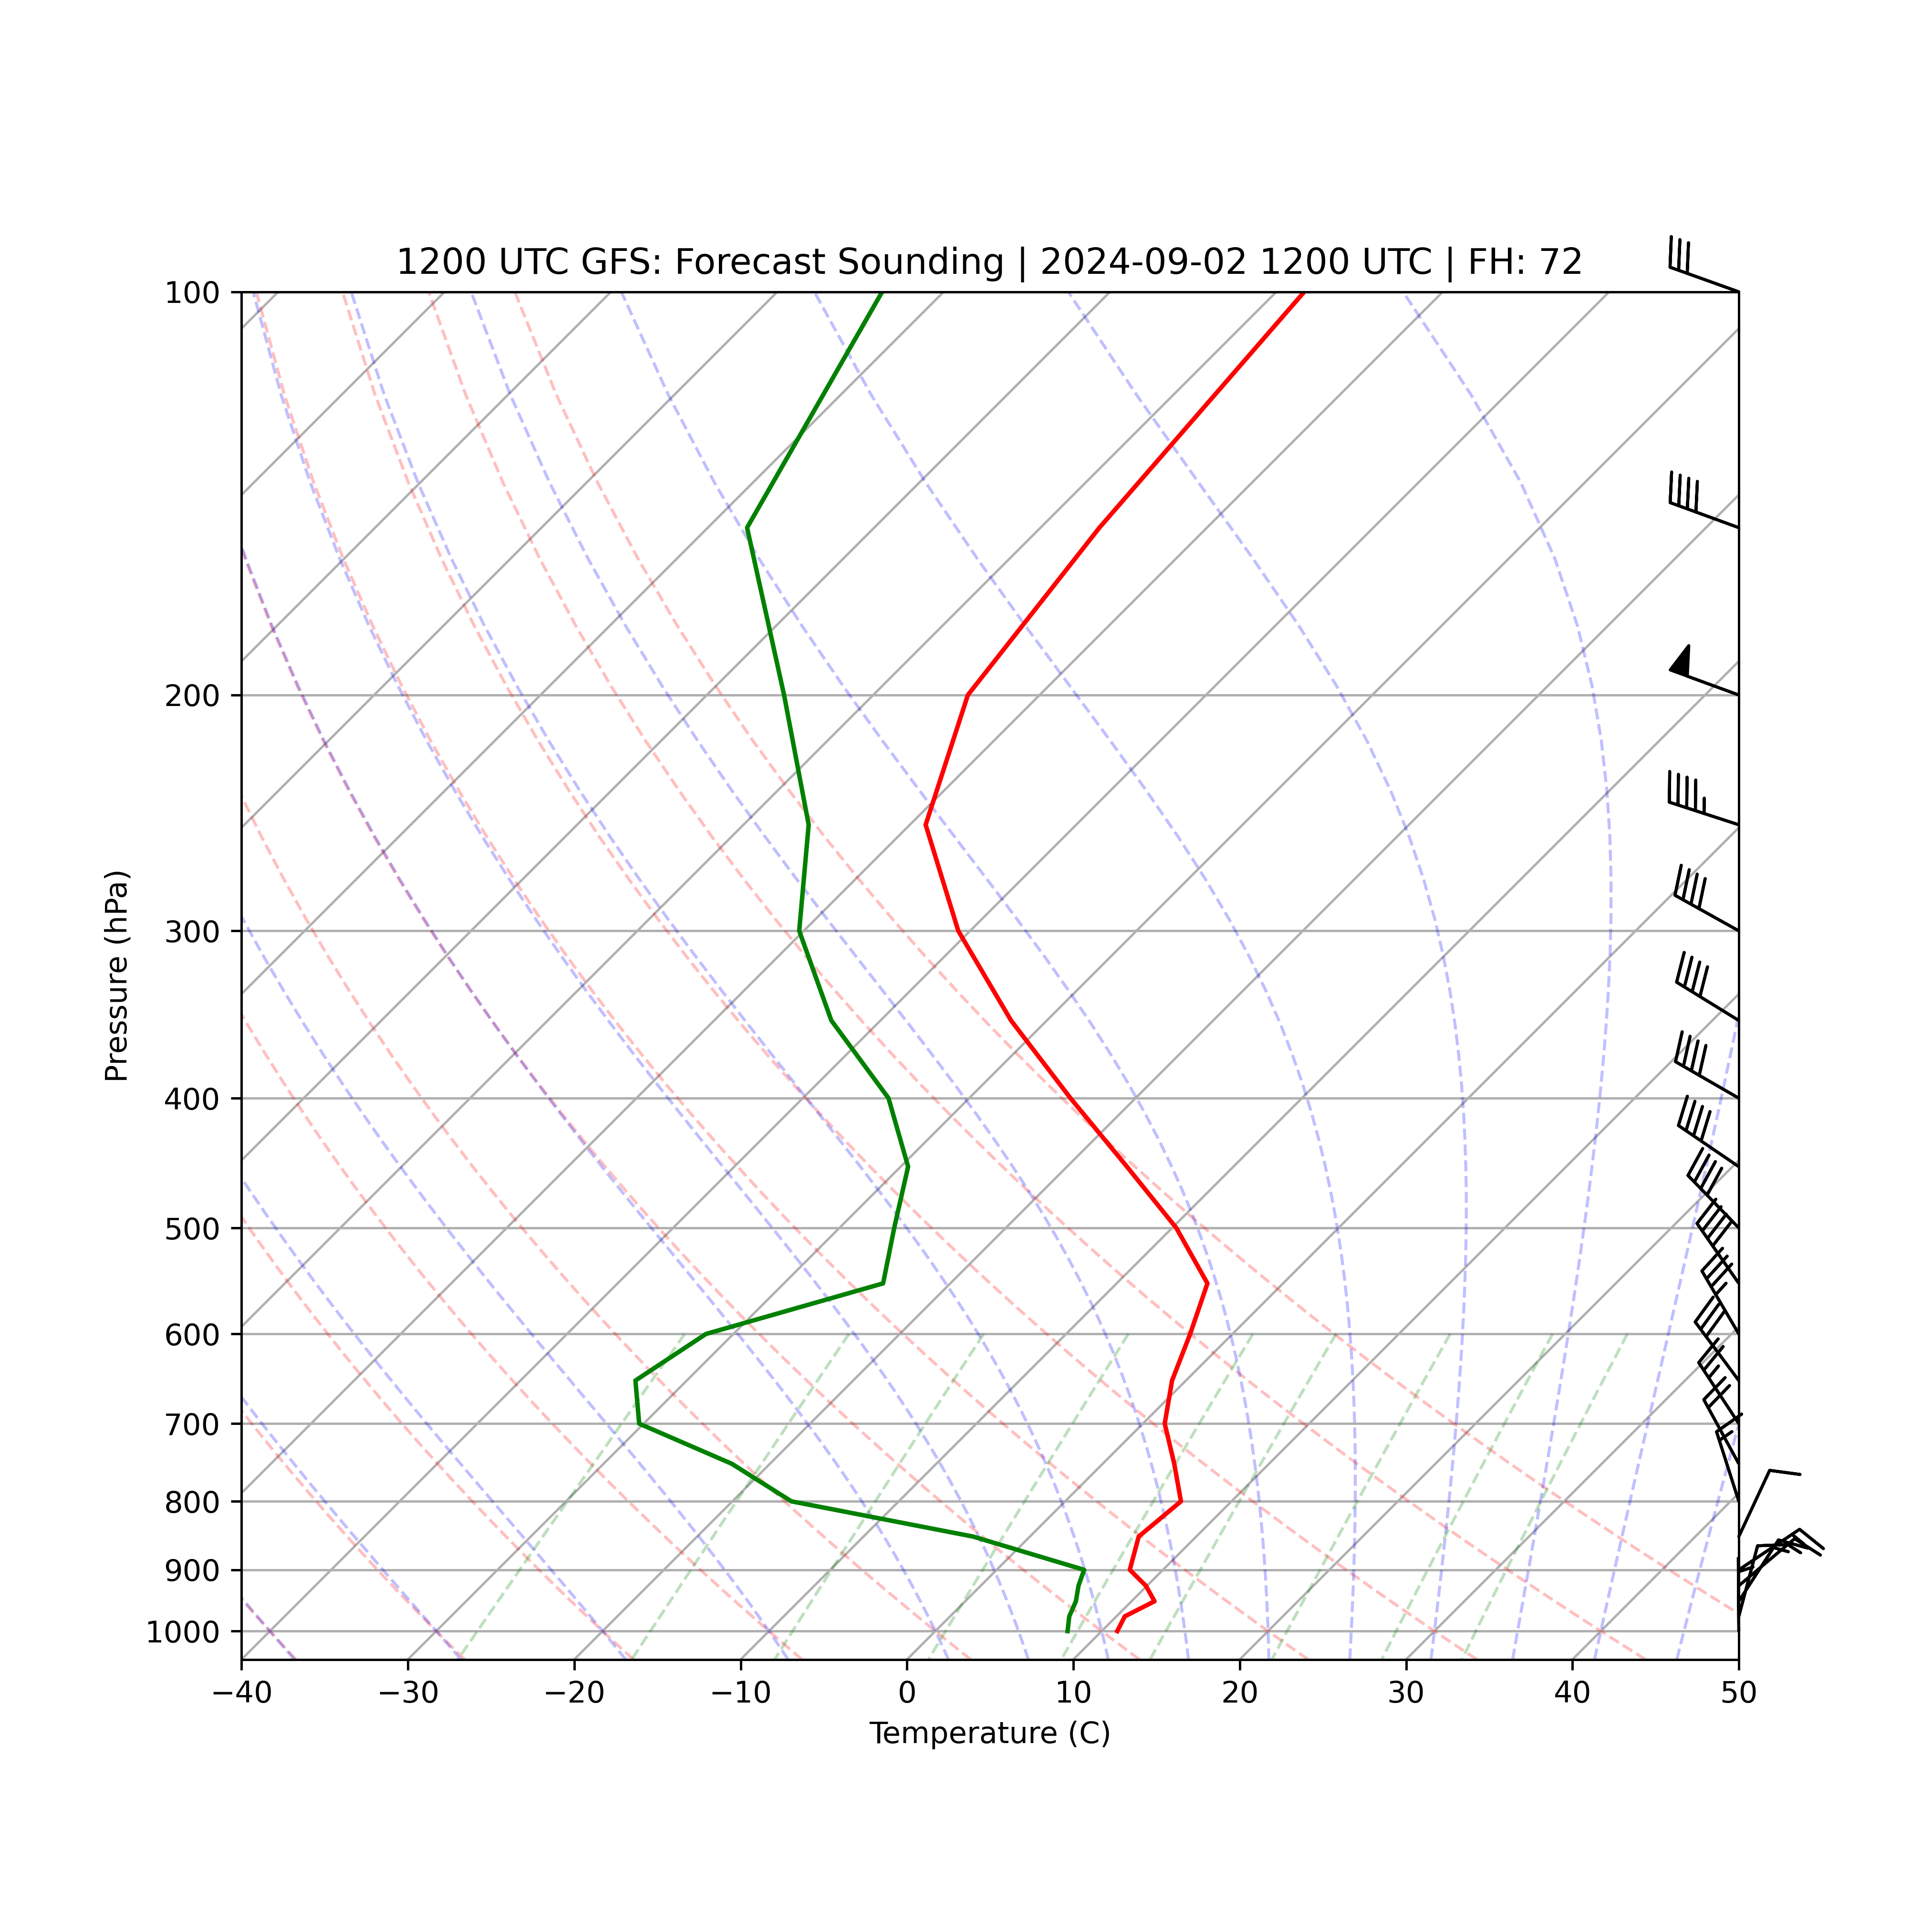 1200 UTC GFS: Forecast Sounding | 2024-09-02 1200 UTC | FH: 72
100
200
300
400
500
600
700
800
900
1000
Pressure (hPa)
−40 −30 −20 −10 0 10 20 30 40 50
Temperature (C)